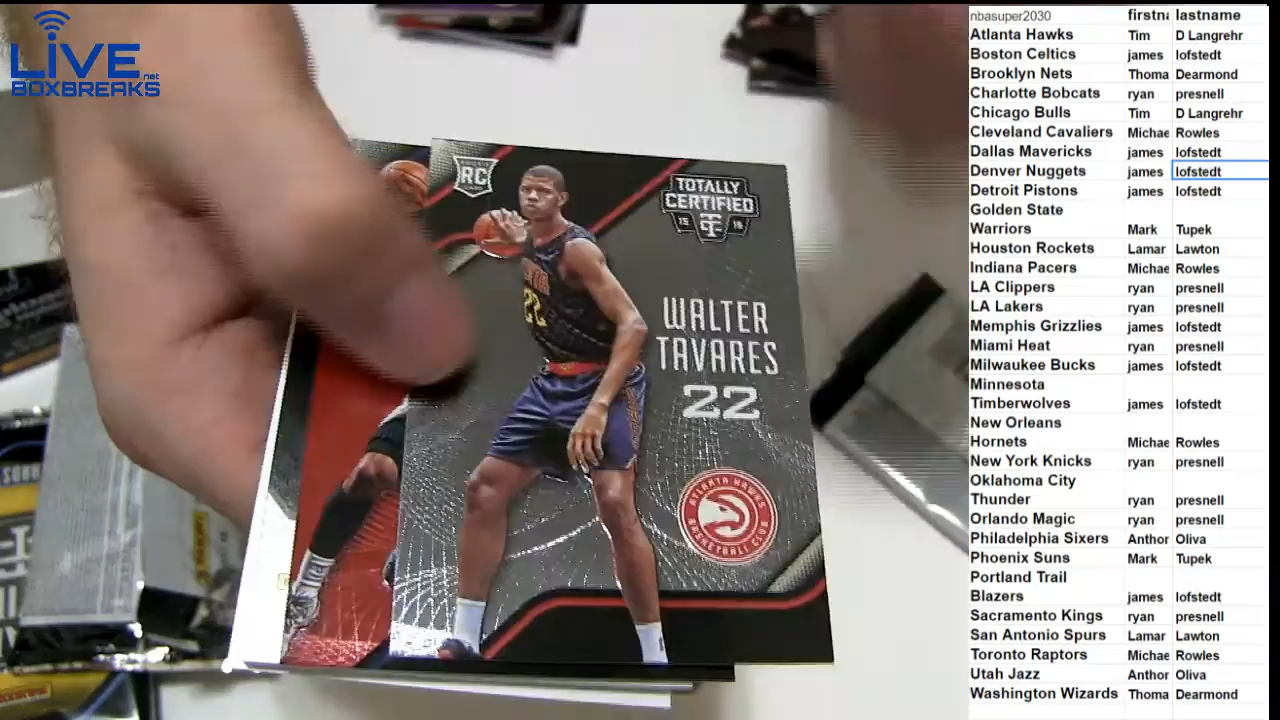 LIVE
.net
BOXBREAKS
ROOKIE
RC
CARD
TOTALLY
CERTIFIED
15 TC 16
WALTER
TAVARES
22
22
ATLANTA HAWKS
BASKETBALL CLUB
nbasuper2030 firstna lastname
Atlanta Hawks Tim D Langrehr
Boston Celtics james lofstedt
Brooklyn Nets Thoma Dearmond
Charlotte Bobcats ryan presnell
Chicago Bulls Tim D Langrehr
Cleveland Cavaliers Michae Rowles
Dallas Mavericks james lofstedt
Denver Nuggets james lofstedt
Detroit Pistons james lofstedt
Golden State
Warriors Mark Tupek
Houston Rockets Lamar Lawton
Indiana Pacers Michae Rowles
LA Clippers ryan presnell
LA Lakers ryan presnell
Memphis Grizzlies james lofstedt
Miami Heat ryan presnell
Milwaukee Bucks james lofstedt
Minnesota
Timberwolves james lofstedt
New Orleans
Hornets Michae Rowles
New York Knicks ryan presnell
Oklahoma City
Thunder ryan presnell
Orlando Magic ryan presnell
Philadelphia Sixers Anthor Oliva
Phoenix Suns Mark Tupek
Portland Trail
Blazers james lofstedt
Sacramento Kings ryan presnell
San Antonio Spurs Lamar Lawton
Toronto Raptors Michae Rowles
Utah Jazz Anthor Oliva
Washington Wizards Thoma Dearmond